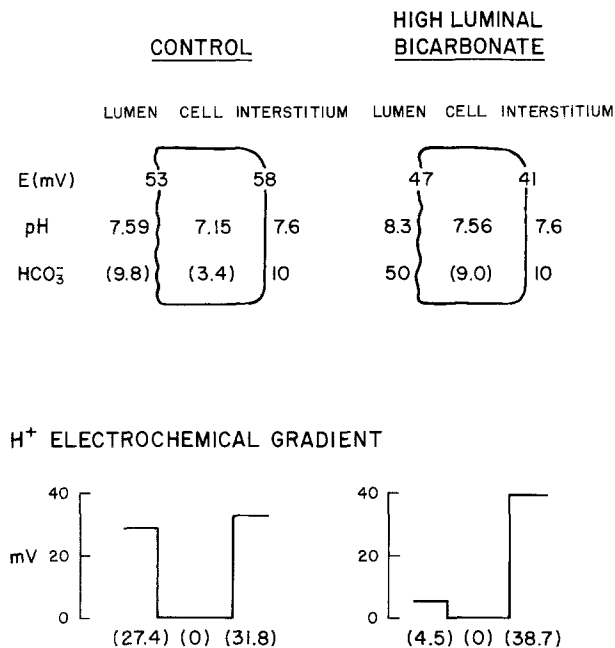 CONTROL
HIGH LUMINAL
BICARBONATE
LUMEN CELL INTERSTITIUM LUMEN CELL INTERSTITIUM
E(mV) 53 58 47 41
pH 7.59 7.15 7.6 8.3 7.56 7.6
HCO₃⁻ (9.8) (3.4) 10 50 (9.0) 10
H⁺ ELECTROCHEMICAL GRADIENT
40 40
mV 20 20
0 0
(27.4) (0) (31.8) (4.5) (0) (38.7)